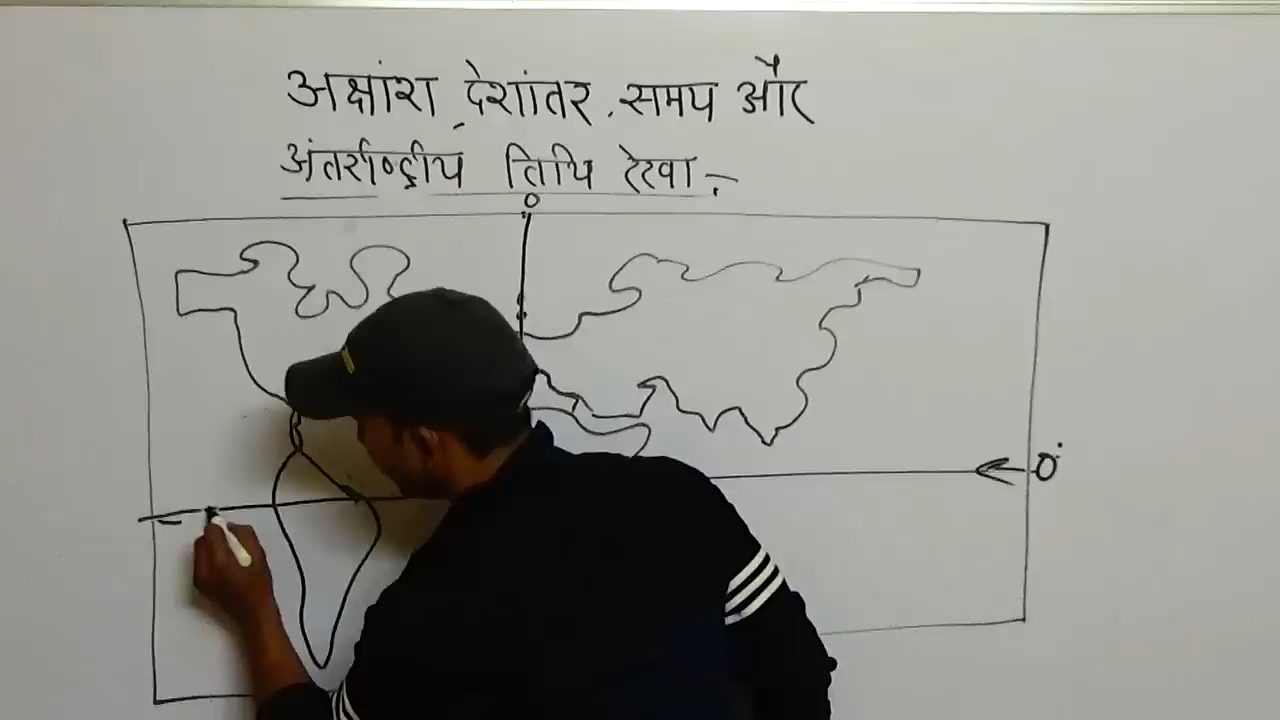 अक्षांश, देशांतर, समय और
अंतर्राष्ट्रीय तिथि रेखा :-
0
0°